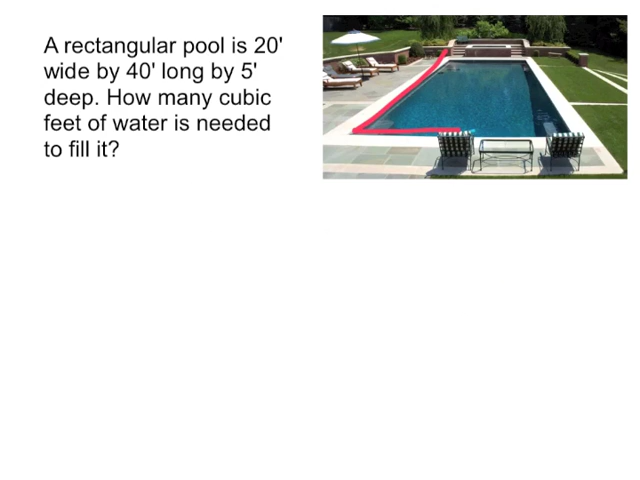 A rectangular pool is 20'
wide by 40' long by 5'
deep. How many cubic
feet of water is needed
to fill it?